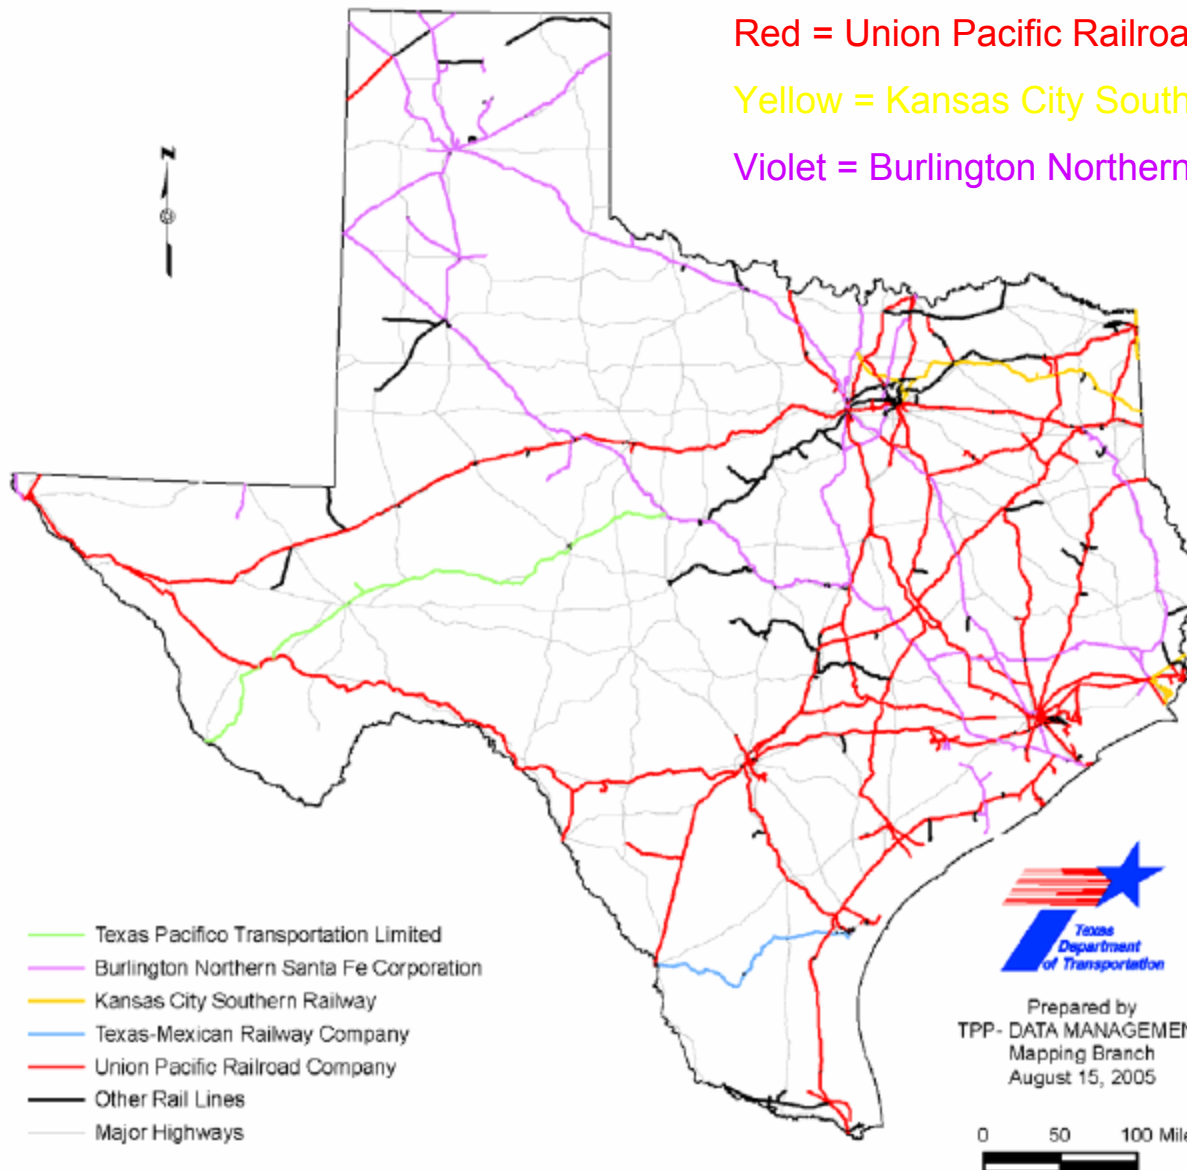 Red = Union Pacific Railroa
Yellow = Kansas City South
Violet = Burlington Northern
N
Texas Pacifico Transportation Limited
Burlington Northern Santa Fe Corporation
Kansas City Southern Railway
Texas-Mexican Railway Company
Union Pacific Railroad Company
Other Rail Lines
Major Highways
Texas
Department
of Transportation
Prepared by
TPP- DATA MANAGEMEN
Mapping Branch
August 15, 2005
0 50 100 Mile